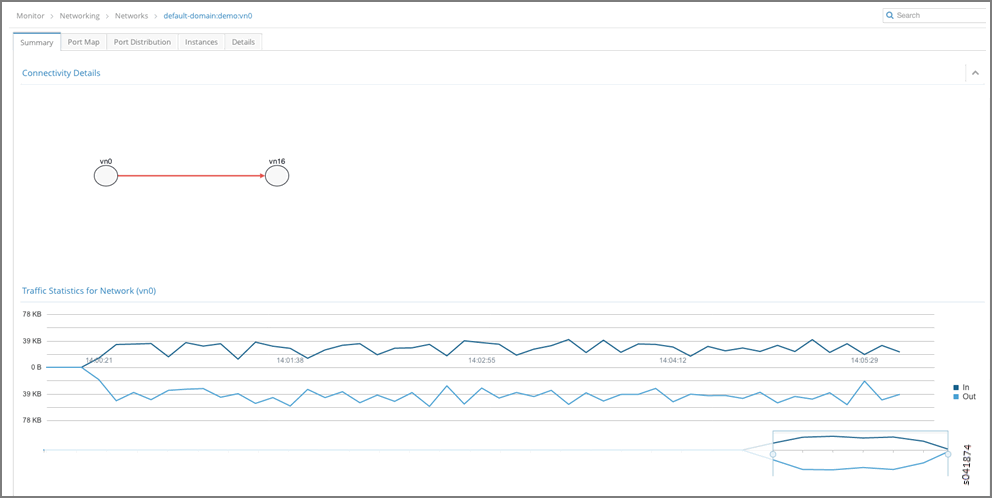 Monitor > Networking > Networks > default-domain:demo:vn0
Search
Summary Port Map Port Distribution Instances Details
Connectivity Details
vn0 vn16
Traffic Statistics for Network (vn0)
78 KB
39 KB
14:00:21 14:01:38 14:02:55 14:04:12 14:05:29
0 B
In
39 KB
Out
78 KB
s041874